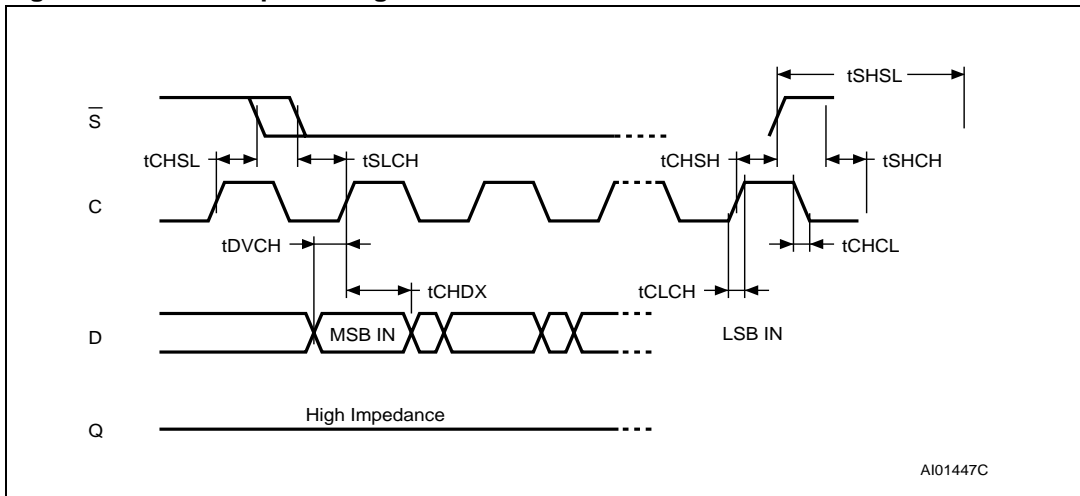 tSHSL
S
tCHSL
tSLCH
tCHSH
tSHCH
C
tDVCH
tCHCL
tCHDX
tCLCH
D
MSB IN
LSB IN
High Impedance
Q
AI01447C